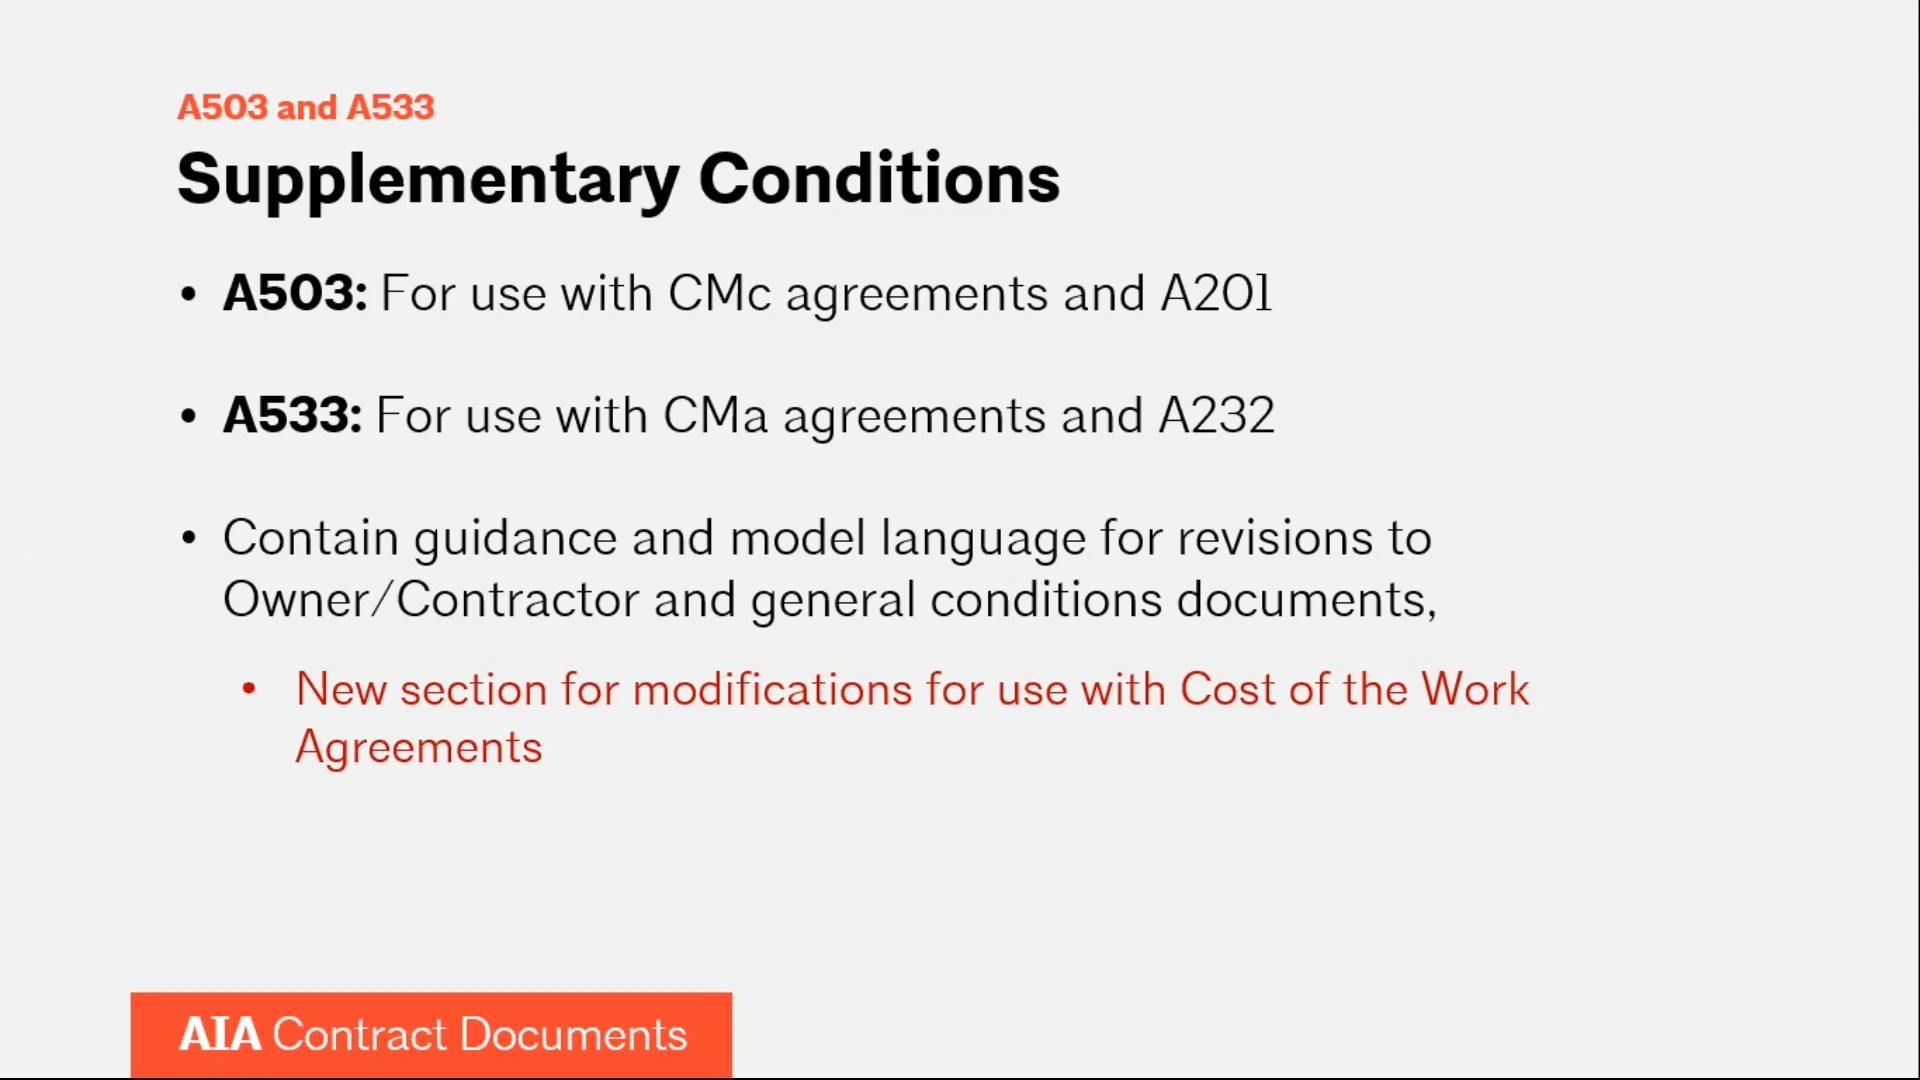 A503 and A533
Supplementary Conditions
• A503: For use with CMc agreements and A201
• A533: For use with CMa agreements and A232
• Contain guidance and model language for revisions to
Owner/Contractor and general conditions documents,
• New section for modifications for use with Cost of the Work
Agreements
AIA Contract Documents